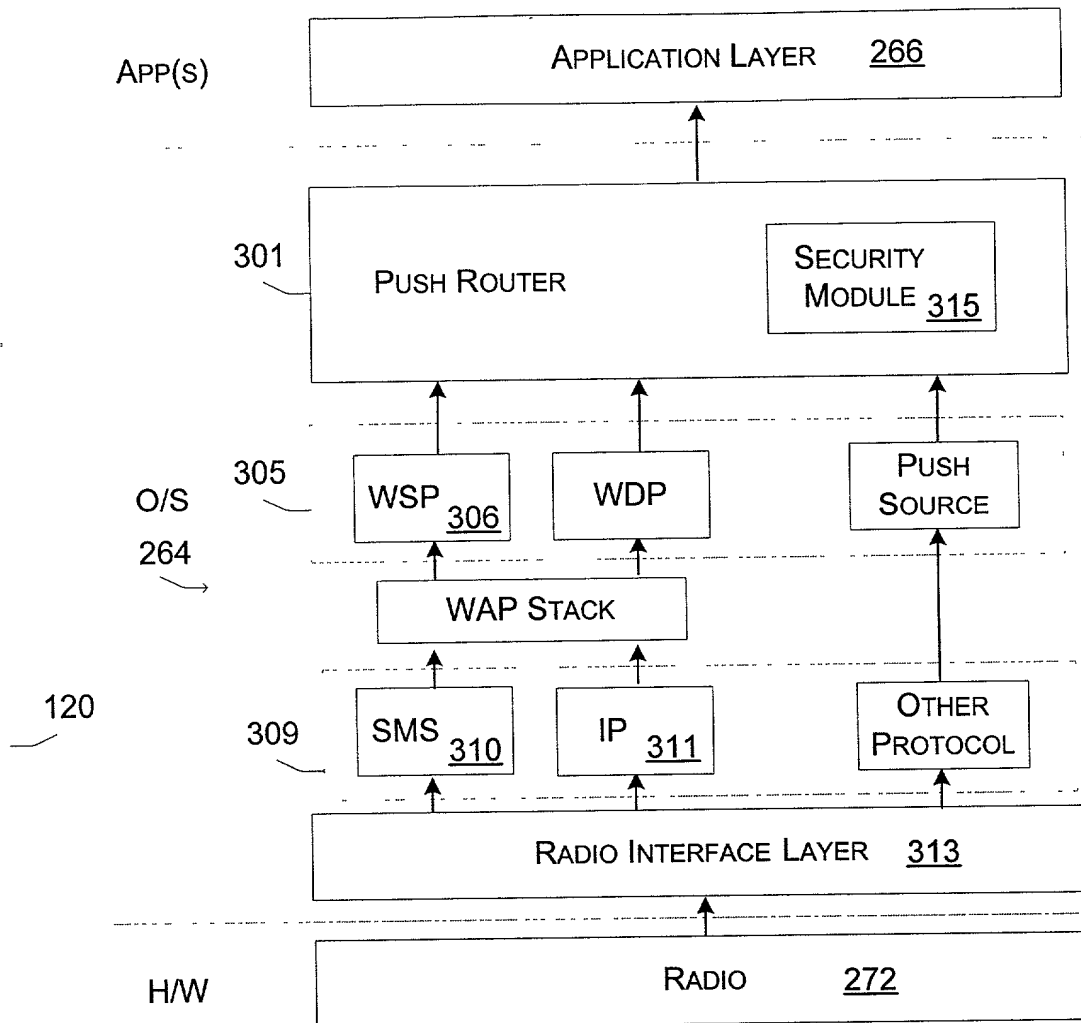 APP(S)
APPLICATION LAYER 266
301
PUSH ROUTER
SECURITY
MODULE 315
O/S
264
305
WSP 306
WDP
PUSH
SOURCE
WAP STACK
120
309
SMS 310
IP 311
OTHER
PROTOCOL
RADIO INTERFACE LAYER 313
H/W
RADIO 272